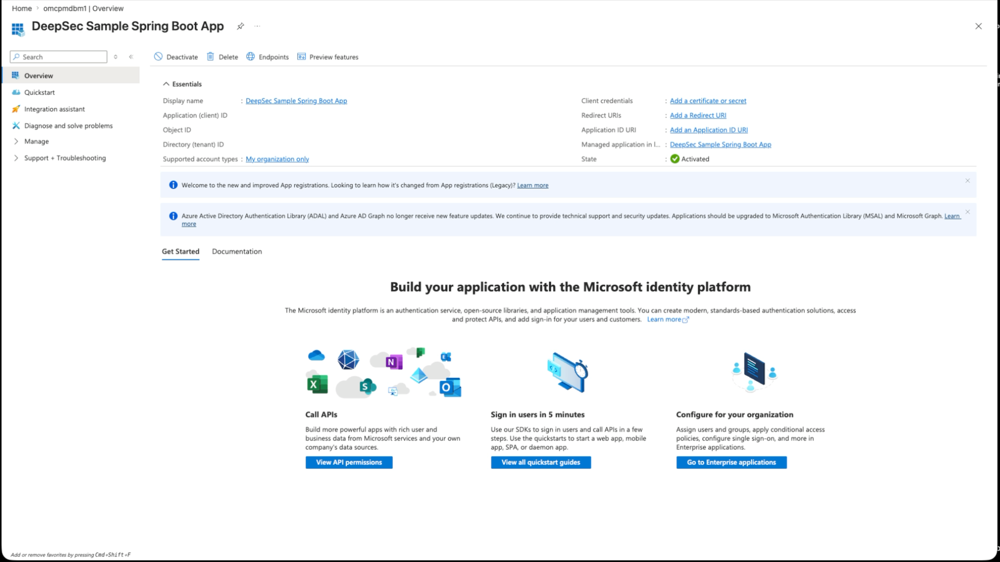 Home > omcpmdbm1 | Overview
DeepSec Sample Spring Boot App
Search
Overview
Quickstart
Integration assistant
Diagnose and solve problems
Manage
Support + Troubleshooting
Deactivate
Delete
Endpoints
Preview features
Essentials
Display name : DeepSec Sample Spring Boot App
Application (client) ID
Object ID
Directory (tenant) ID
Supported account types : My organization only
Client credentials : Add a certificate or secret
Redirect URIs : Add a Redirect URI
Application ID URI : Add an Application ID URI
Managed application in l... : DeepSec Sample Spring Boot App
State : Activated
Welcome to the new and improved App registrations. Looking to learn how it's changed from App registrations (Legacy)? Learn more
Azure Active Directory Authentication Library (ADAL) and Azure AD Graph no longer receive new feature updates. We continue to provide technical support and security updates. Applications should be upgraded to Microsoft Authentication Library (MSAL) and Microsoft Graph. Learn
more
Get Started
Documentation
Build your application with the Microsoft identity platform
The Microsoft identity platform is an authentication service, open-source libraries, and application management tools. You can create modern, standards-based authentication solutions, access
and protect APIs, and add sign-in for your users and customers. Learn more
N
E
X
S
O
Call APIs
Build more powerful apps with rich user and
business data from Microsoft services and your own
company's data sources.
View API permissions
Sign in users in 5 minutes
Use our SDKs to sign in users and call APIs in a few
steps. Use the quickstarts to start a web app, mobile
app, SPA, or daemon app.
View all quickstart guides
Configure for your organization
Assign users and groups, apply conditional access
policies, configure single sign-on, and more in
Enterprise applications.
Go to Enterprise applications
Add or remove favorites by pressing Cmd+Shift+F